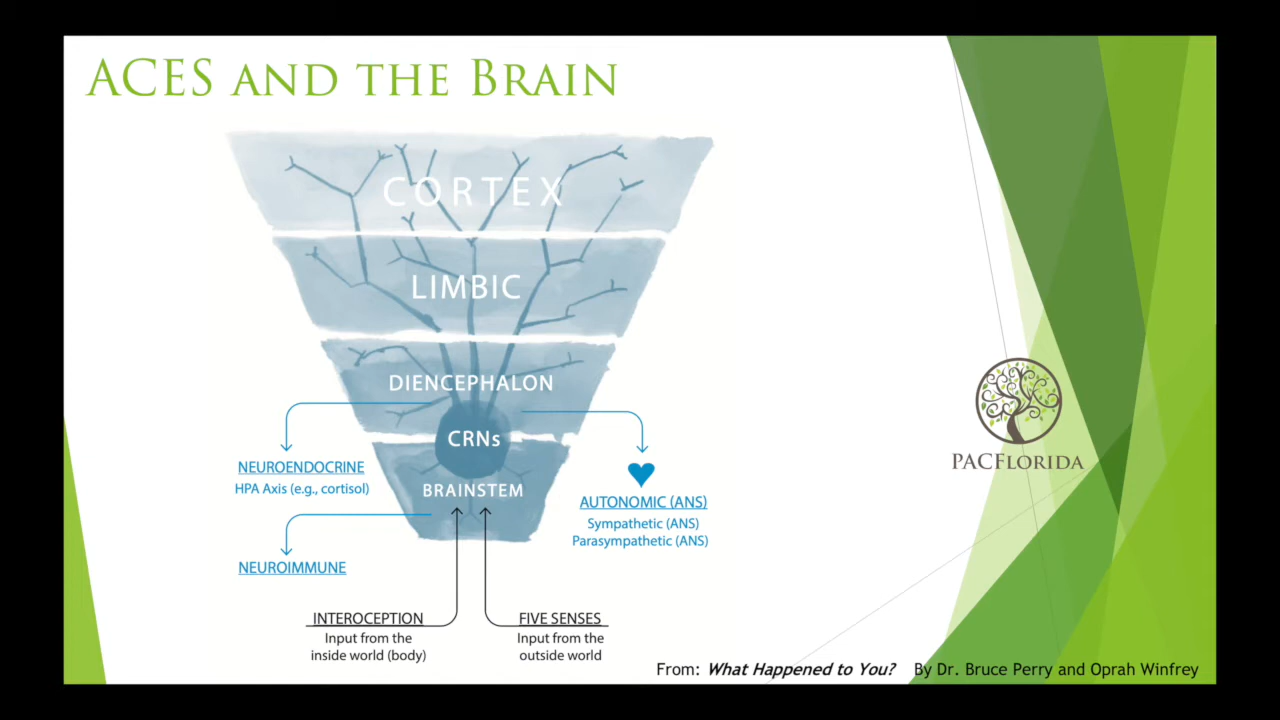 ACES AND THE BRAIN
CORTEX
LIMBIC
DIENCEPHALON
CRNs
BRAINSTEM
NEUROENDOCRINE
HPA Axis (e.g., cortisol)
NEUROIMMUNE
AUTONOMIC (ANS)
Sympathetic (ANS)
Parasympathetic (ANS)
INTEROCEPTION
Input from the
inside world (body)
FIVE SENSES
Input from the
outside world
PACFLORIDA
From: What Happened to You? By Dr. Bruce Perry and Oprah Winfrey